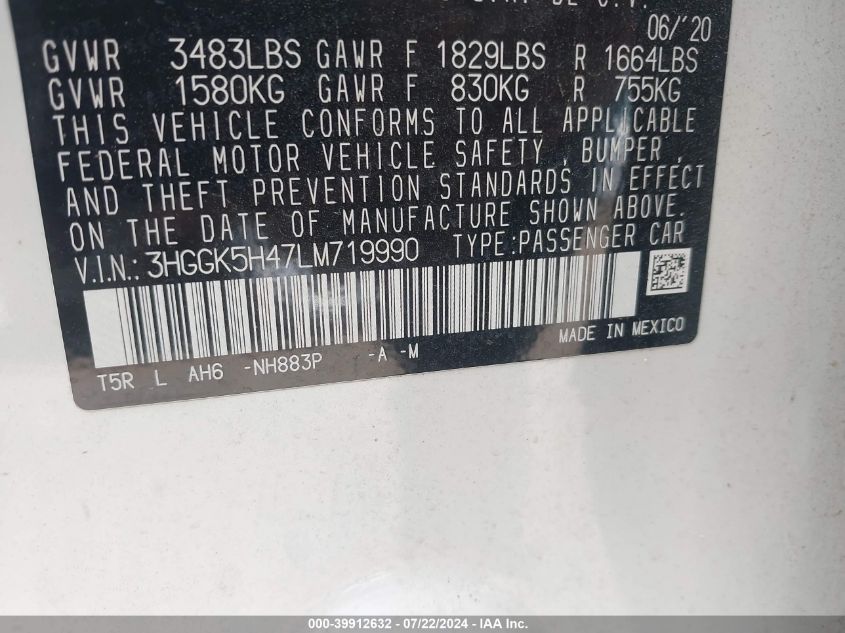 DE C.V.
06/'20
GVWR 3483LBS GAWR F 1829LBS R 1664LBS
GVWR 1580KG GAWR F 830KG R 755KG
THIS VEHICLE CONFORMS TO ALL APPLICABLE
FEDERAL MOTOR VEHICLE SAFETY , BUMPER ,
AND THEFT PREVENTION STANDARDS IN EFFECT
ON THE DATE OF MANUFACTURE SHOWN ABOVE.
V.I.N.: 3HGGK5H47LM719990 TYPE:PASSENGER CAR
MADE IN MEXICO
T5R L AH6 -NH883P -A -M
000-39912632 - 07/22/2024 - IAA Inc.